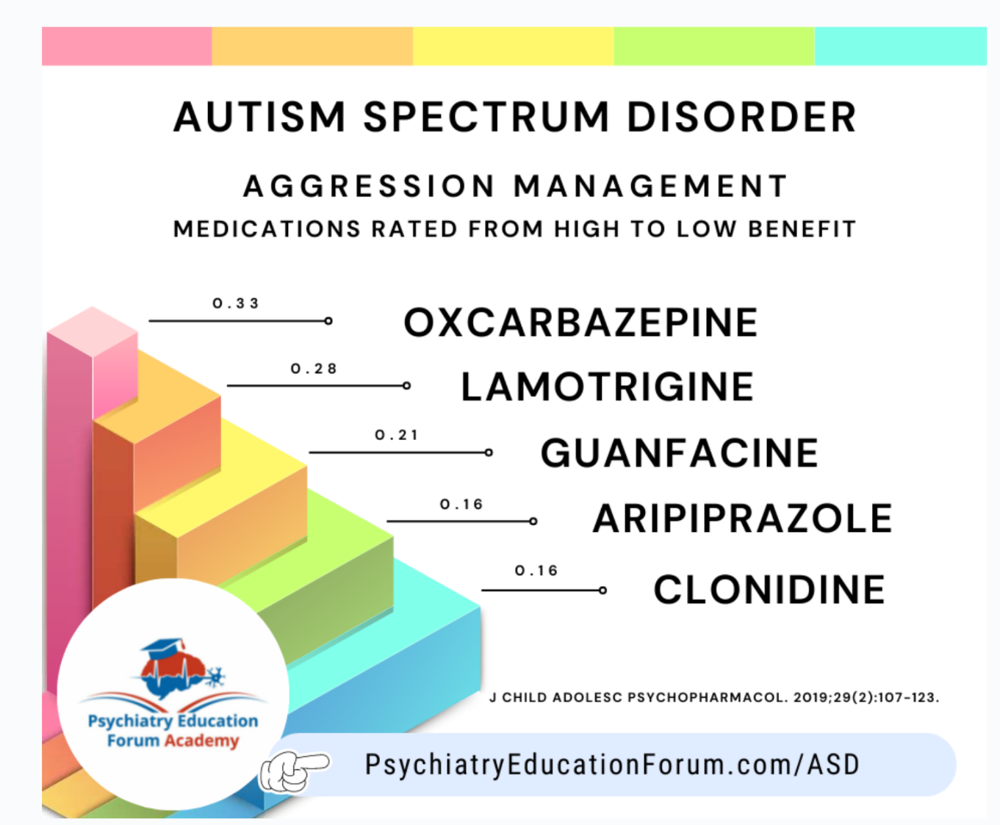 AUTISM SPECTRUM DISORDER
AGGRESSION MANAGEMENT
MEDICATIONS RATED FROM HIGH TO LOW BENEFIT
0.33 OXCARBAZEPINE
0.28 LAMOTRIGINE
0.21 GUANFACINE
0.16 ARIPIPRAZOLE
0.16 CLONIDINE
J CHILD ADOLESC PSYCHOPHARMACOL. 2019;29(2):107-123.
Psychiatry Education
Forum Academy
PsychiatryEducationForum.com/ASD